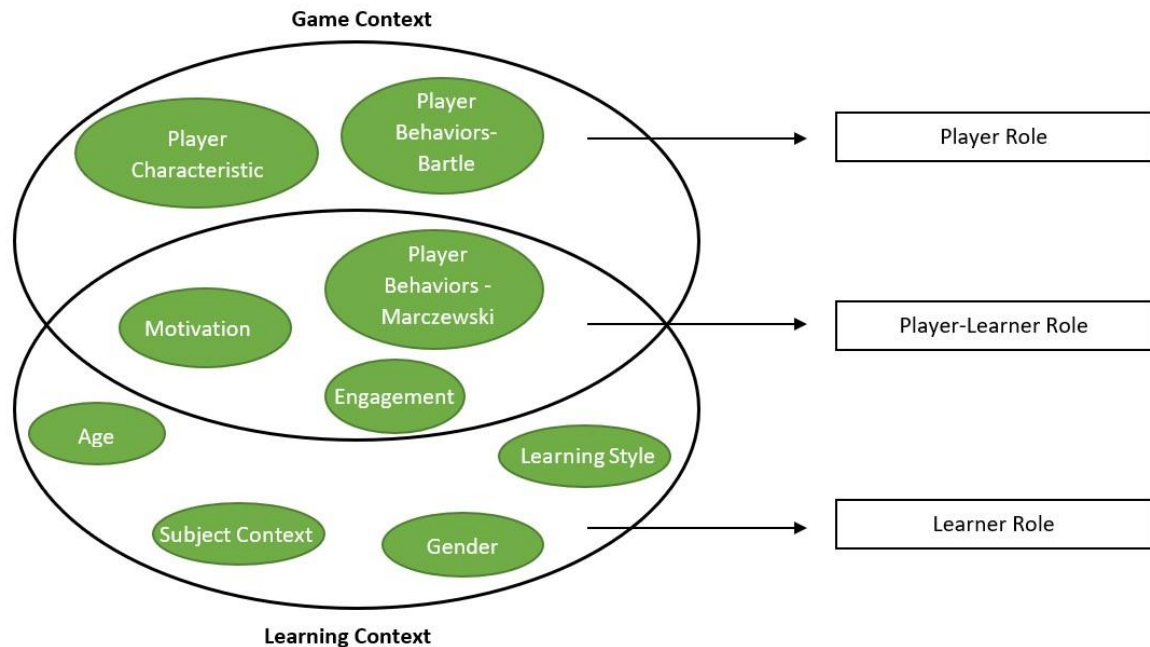 Game Context
Player
Characteristic
Player
Behaviors-
Bartle
Player Role
Player
Behaviors -
Marczewski
Motivation
Player-Learner Role
Engagement
Age
Learning Style
Subject Context
Gender
Learner Role
Learning Context